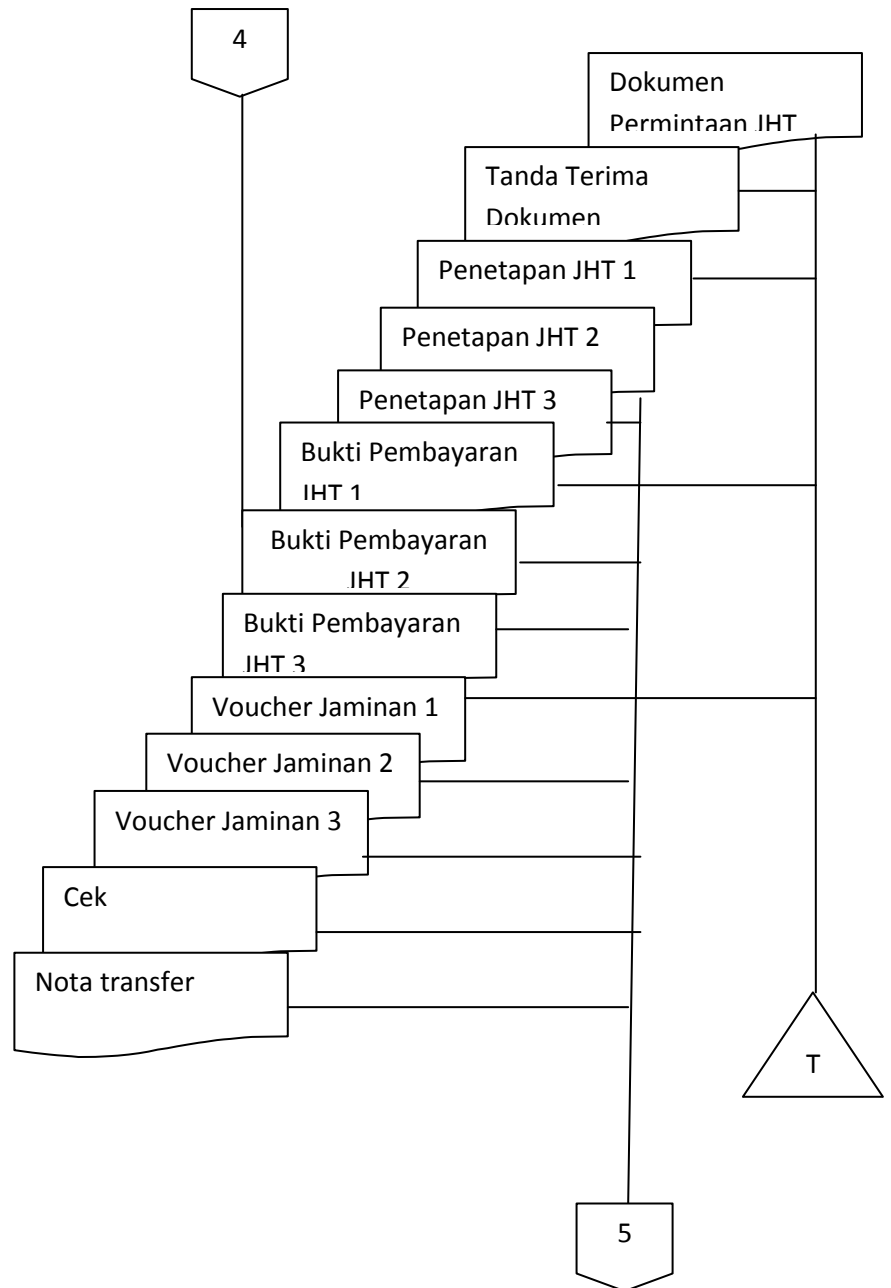 4
Dokumen
Permintaan JHT
Tanda Terima
Dokumen
Penetapan JHT 1
Penetapan JHT 2
Penetapan JHT 3
Bukti Pembayaran
JHT 1
Bukti Pembayaran
JHT 2
Bukti Pembayaran
JHT 3
Voucher Jaminan 1
Voucher Jaminan 2
Voucher Jaminan 3
Cek
Nota transfer
T
5